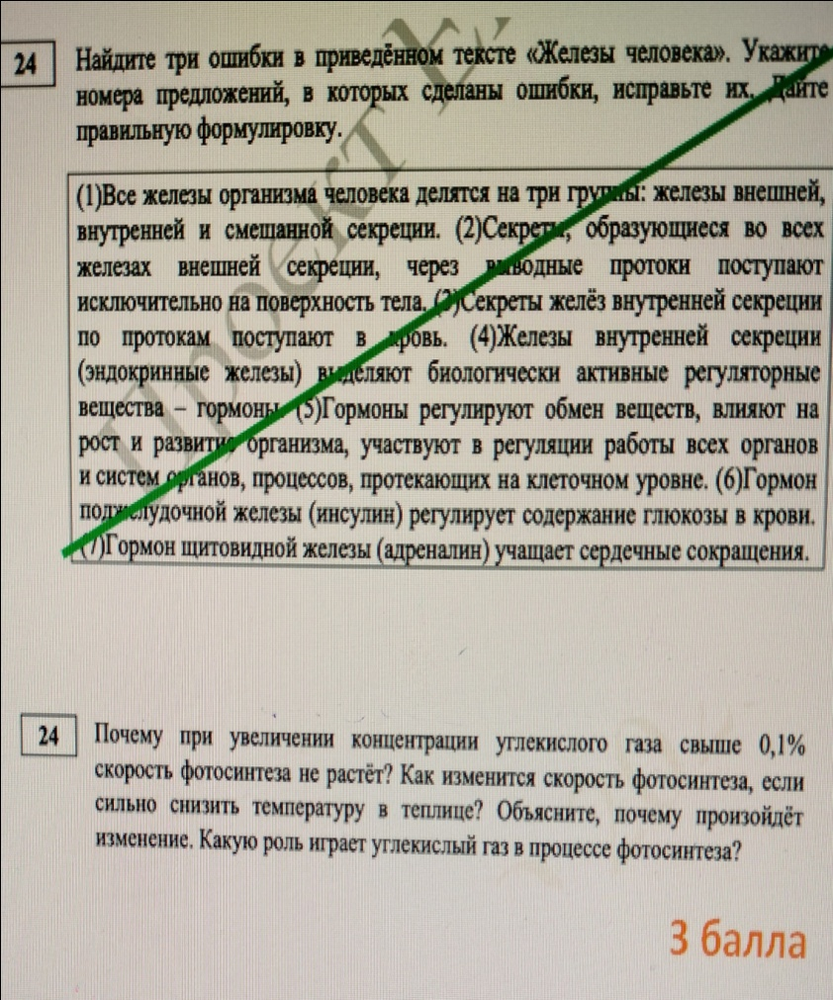 24
Найдите три ошибки в приведённом тексте «Железы человека». Укажите
номера предложений, в которых сделаны ошибки, исправьте их. Дайте
правильную формулировку.
(1)Все железы организма человека делятся на три группы: железы внешней,
внутренней и смешанной секреции. (2)Секреты, образующиеся во всех
железах внешней секреции, через выводные протоки поступают
исключительно на поверхность тела. (3)Секреты желёз внутренней секреции
по протокам поступают в кровь. (4)Железы внутренней секреции
(эндокринные железы) выделяют биологически активные регуляторные
вещества – гормоны. (5)Гормоны регулируют обмен веществ, влияют на
рост и развитие организма, участвуют в регуляции работы всех органов
и систем органов, процессов, протекающих на клеточном уровне. (6)Гормон
поджелудочной железы (инсулин) регулирует содержание глюкозы в крови.
(7)Гормон щитовидной железы (адреналин) учащает сердечные сокращения.
Проект Е
24
Почему при увеличении концентрации углекислого газа свыше 0,1%
скорость фотосинтеза не растёт? Как изменится скорость фотосинтеза, если
сильно снизить температуру в теплице? Объясните, почему произойдёт
изменение. Какую роль играет углекислый газ в процессе фотосинтеза?
3 балла